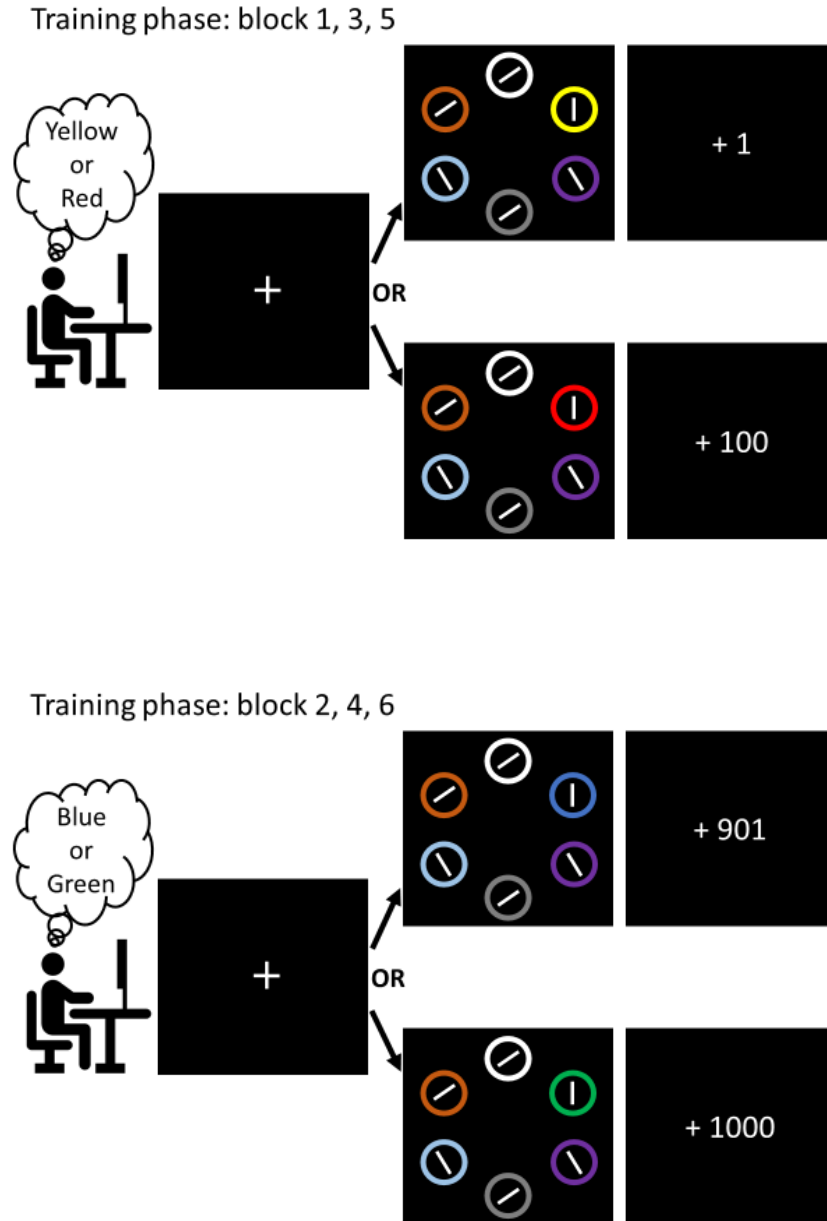 Training phase: block 1, 3, 5
Yellow
or
Red
OR
+ 1
+ 100
Training phase: block 2, 4, 6
Blue
or
Green
OR
+ 901
+ 1000